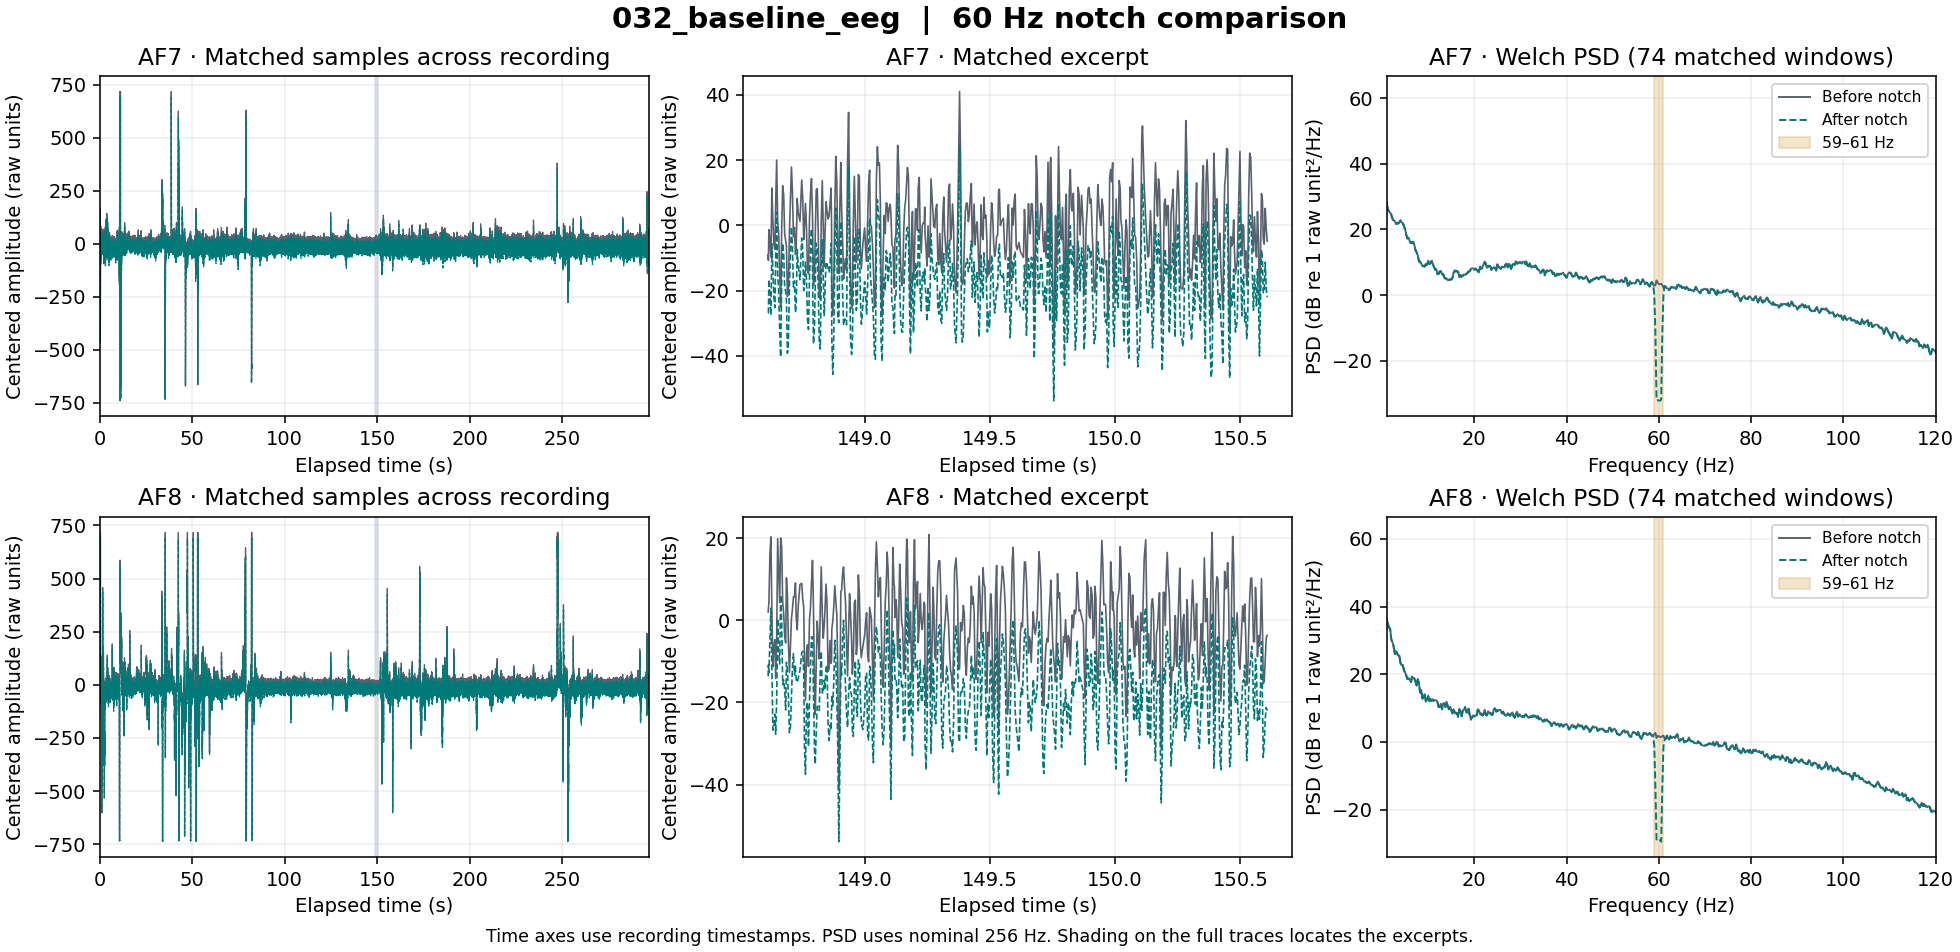 032_baseline_eeg | 60 Hz notch comparison
AF7 · Matched samples across recording
Centered amplitude (raw units)
750
500
250
0
−250
−500
−750
0 50 100 150 200 250
Elapsed time (s)
AF7 · Matched excerpt
Centered amplitude (raw units)
40
20
0
−20
−40
149.0 149.5 150.0 150.5
Elapsed time (s)
AF7 · Welch PSD (74 matched windows)
PSD (dB re 1 raw unit²/Hz)
60
40
20
0
−20
Before notch
After notch
59–61 Hz
20 40 60 80 100 120
Frequency (Hz)
AF8 · Matched samples across recording
Centered amplitude (raw units)
750
500
250
0
−250
−500
−750
0 50 100 150 200 250
Elapsed time (s)
AF8 · Matched excerpt
Centered amplitude (raw units)
20
0
−20
−40
149.0 149.5 150.0 150.5
Elapsed time (s)
AF8 · Welch PSD (74 matched windows)
PSD (dB re 1 raw unit²/Hz)
60
40
20
0
−20
Before notch
After notch
59–61 Hz
20 40 60 80 100 120
Frequency (Hz)
Time axes use recording timestamps. PSD uses nominal 256 Hz. Shading on the full traces locates the excerpts.